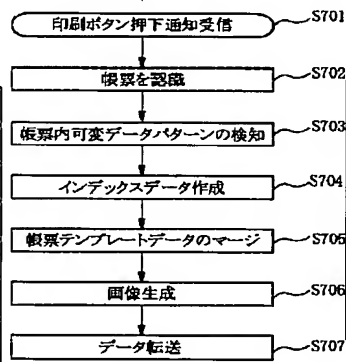 印刷ボタン押下通知受信 S701
帳票を認識 S702
帳票内可変データパターンの検知 S703
インデックスデータ作成 S704
帳票テンプレートデータのマージ S705
画像生成 S706
データ転送 S707